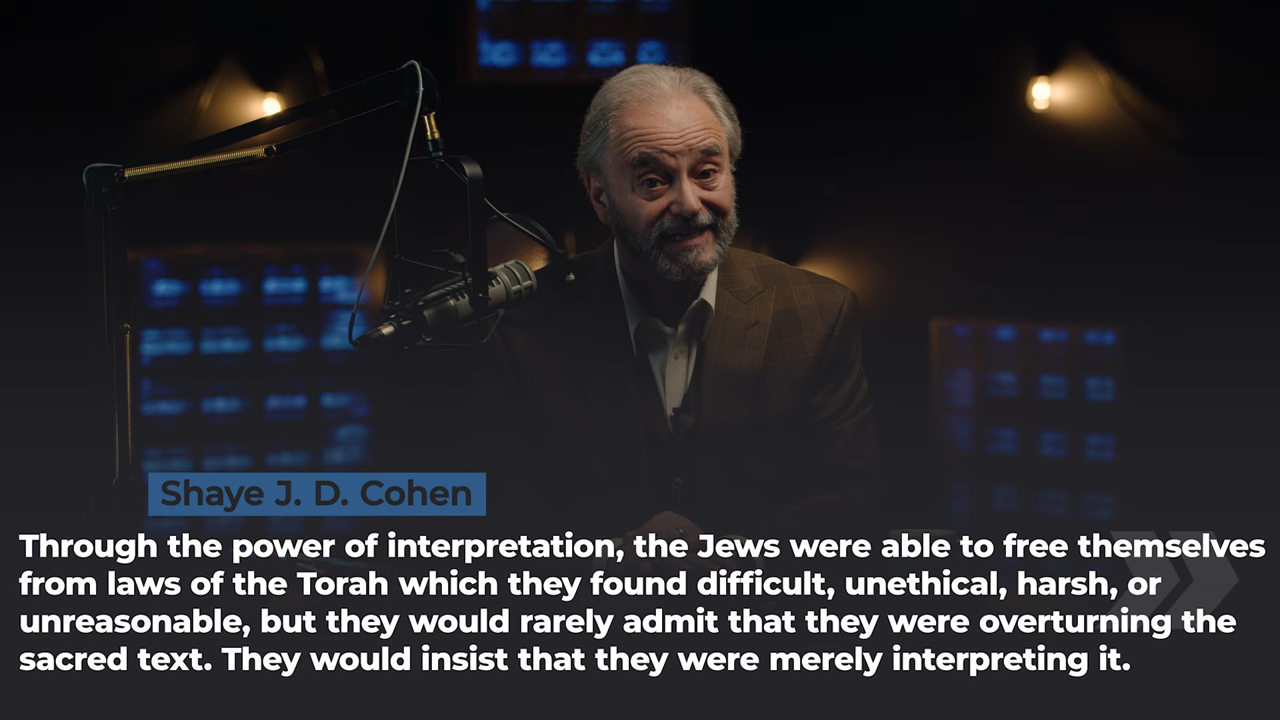 Shaye J. D. Cohen
Through the power of interpretation, the Jews were able to free themselves
from laws of the Torah which they found difficult, unethical, harsh, or
unreasonable, but they would rarely admit that they were overturning the
sacred text. They would insist that they were merely interpreting it.